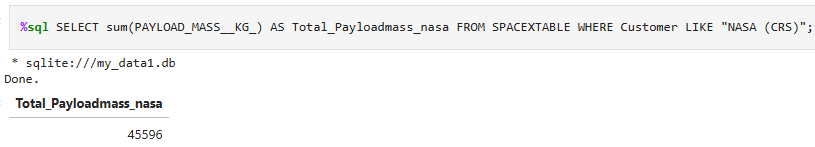 %sql SELECT sum(PAYLOAD_MASS__KG_) AS Total_Payloadmass_nasa FROM SPACEXTABLE WHERE Customer LIKE "NASA (CRS)";
* sqlite:///my_data1.db
Done.
Total_Payloadmass_nasa
45596